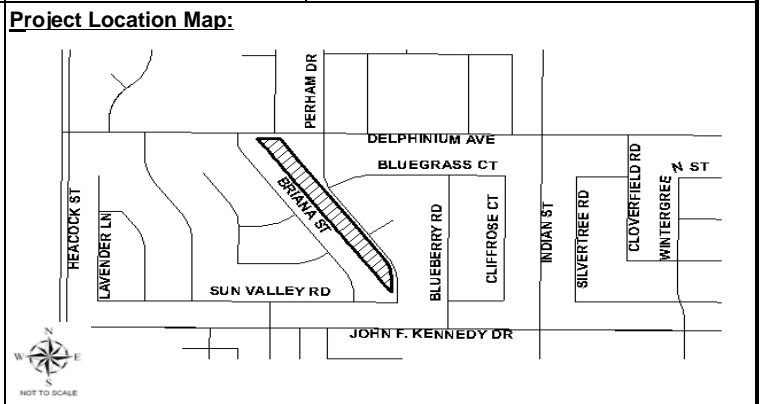 Project Location Map:
PERHAM DR
DELPHINIUM AVE
BLUEGRASS CT
N ST
BRIANA ST
HEACOCK ST
LAVENDER LN
BLUEBERRY RD
CLIFFROSE CT
INDIAN ST
SILVERTREE RD
CLOVERFIELD RD
WINTERGREE
SUN VALLEY RD
JOHN F. KENNEDY DR
N
W E
S
NOT TO SCALE